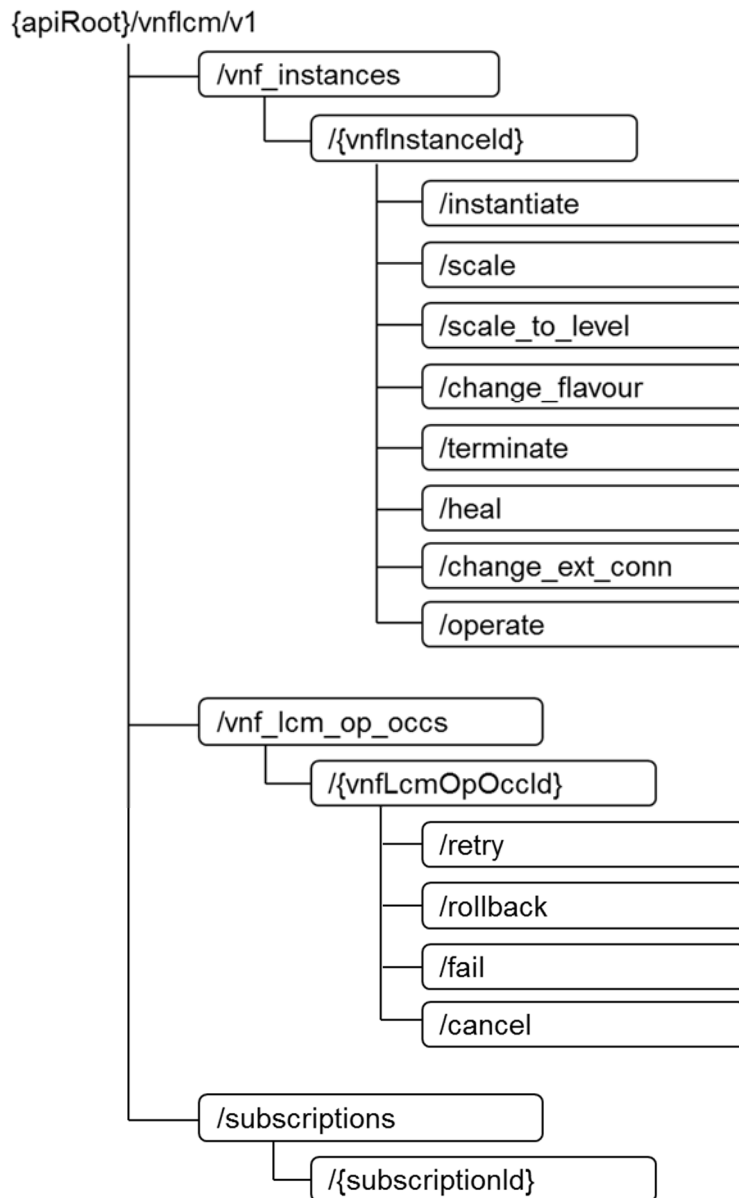 {apiRoot}/vnflcm/v1
/vnf_instances
/{vnfInstanceId}
/instantiate
/scale
/scale_to_level
/change_flavour
/terminate
/heal
/change_ext_conn
/operate
/vnf_lcm_op_occs
/{vnfLcmOpOccId}
/retry
/rollback
/fail
/cancel
/subscriptions
/{subscriptionId}